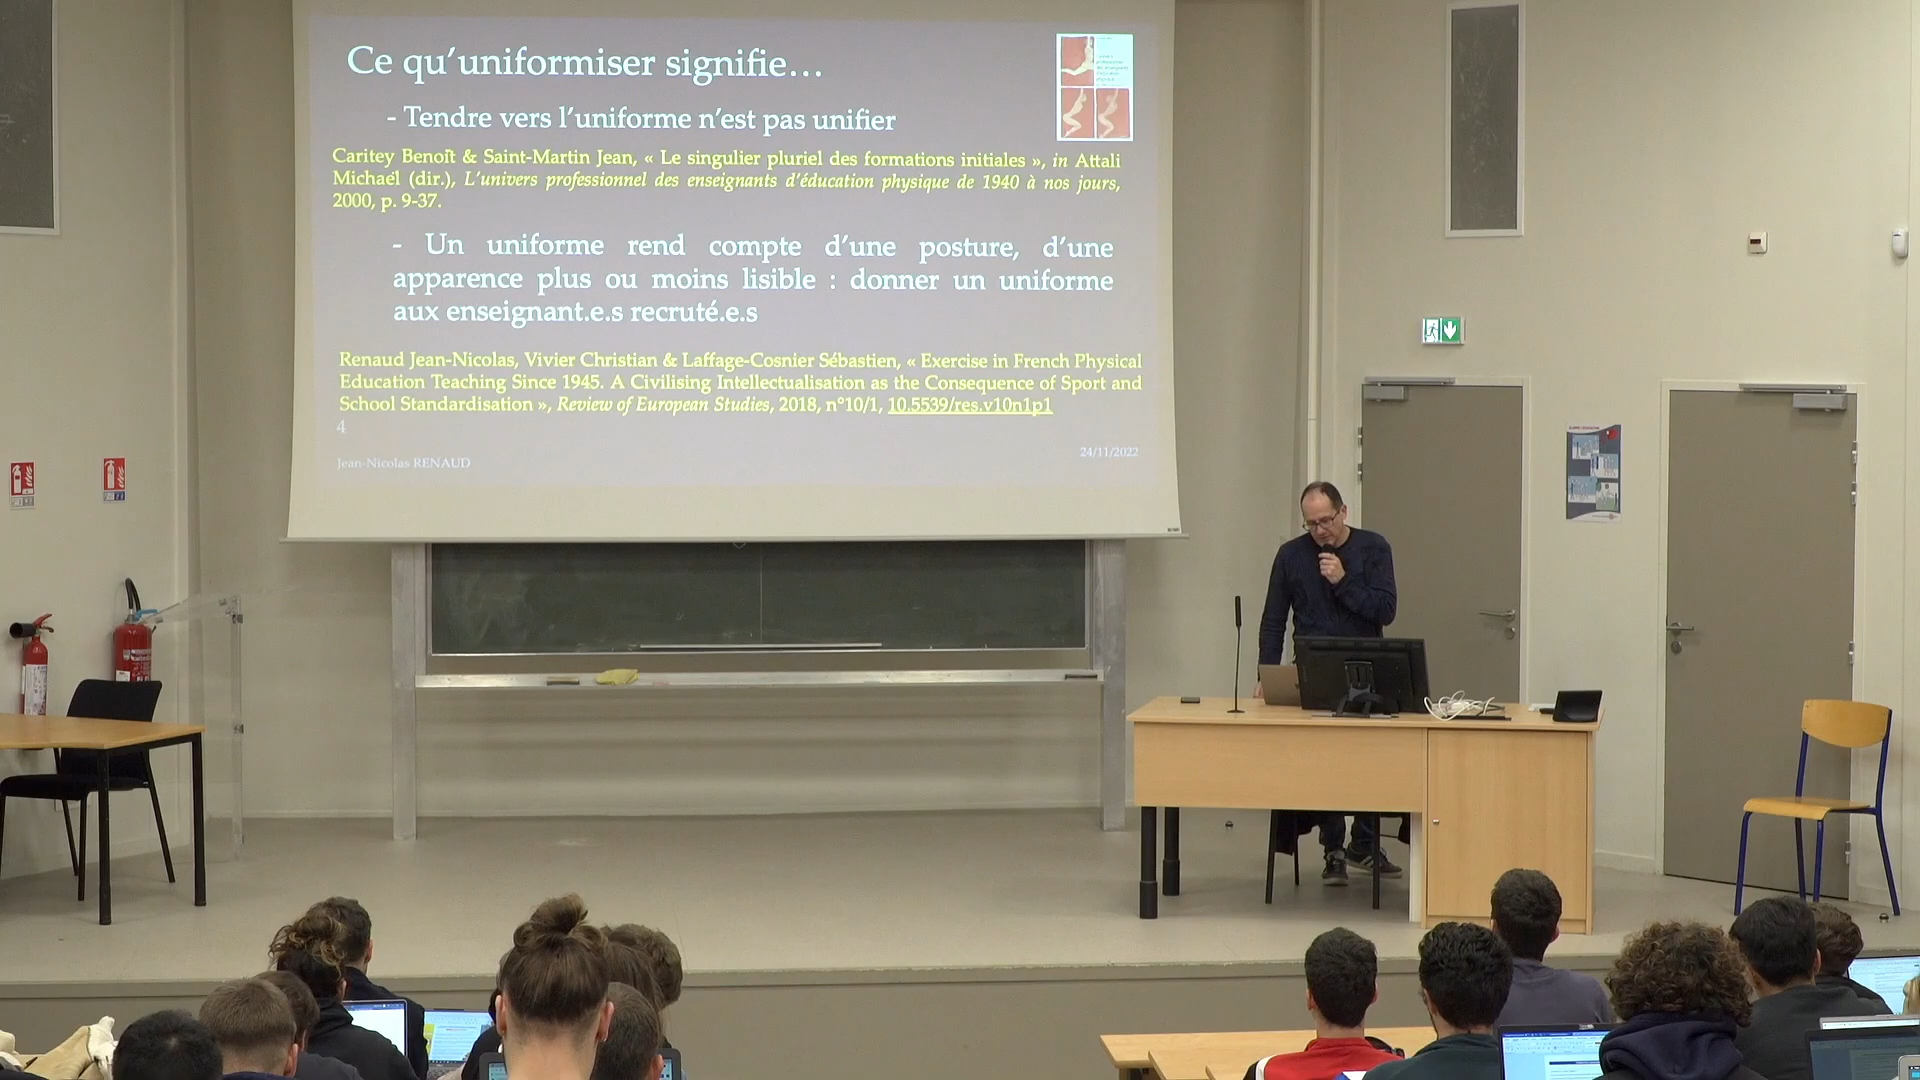 Ce qu'uniformiser signifie…
- Tendre vers l'uniforme n'est pas unifier
Caritey Benoît & Saint-Martin Jean, « Le singulier pluriel des formations initiales », in Attali
Michaël (dir.), L'univers professionnel des enseignants d'éducation physique de 1940 à nos jours,
2000, p. 9-37.
- Un uniforme rend compte d'une posture, d'une
apparence plus ou moins lisible : donner un uniforme
aux enseignant.e.s recruté.e.s
Renaud Jean-Nicolas, Vivier Christian & Laffage-Cosnier Sébastien, « Exercise in French Physical
Education Teaching Since 1945. A Civilising Intellectualisation as the Consequence of Sport and
School Standardisation », Review of European Studies, 2018, n°10/1, 10.5539/res.v10n1p1
4
Jean-Nicolas RENAUD
24/11/2022